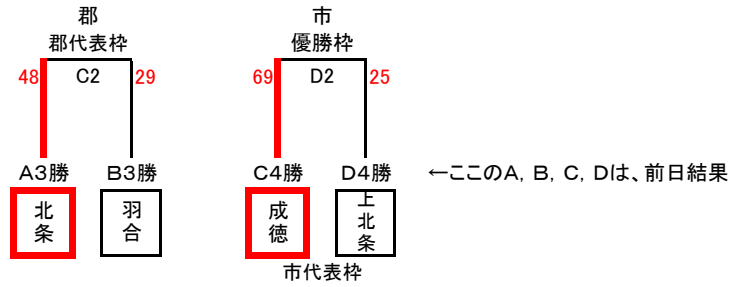 郡
郡代表枠
48 C2 29
A3勝 B3勝
北条
羽合
市
優勝枠
69 D2 25
C4勝 D4勝
成徳
上北条
市代表枠
←ここのA, B, C, Dは、前日結果